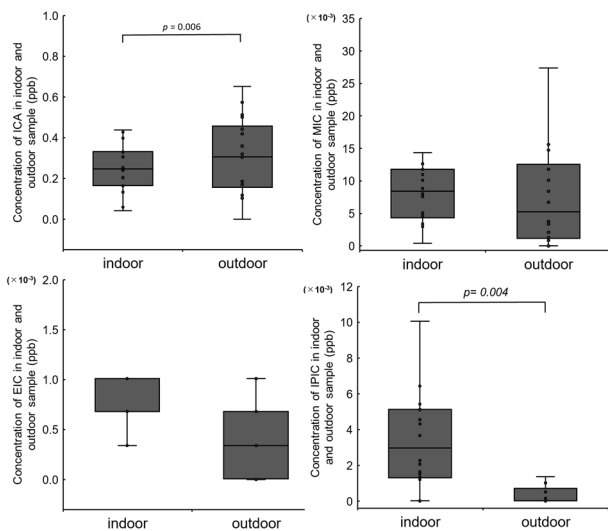 Concentration of ICA in indoor and
outdoor sample (ppb)
1.0
0.8
0.6
0.4
0.2
0.0
p = 0.006
indoor
outdoor
(×10⁻³)
Concentration of MIC in indoor and
outdoor sample (ppb)
35
30
25
20
15
10
5
0
indoor
outdoor
(×10⁻³)
Concentration of EIC in indoor and
outdoor sample (ppb)
2.0
1.5
1.0
0.5
0.0
indoor
outdoor
(×10⁻³)
Concentration of IPIC in indoor
and outdoor sample (ppb)
12
10
8
6
4
2
0
p= 0.004
indoor
outdoor